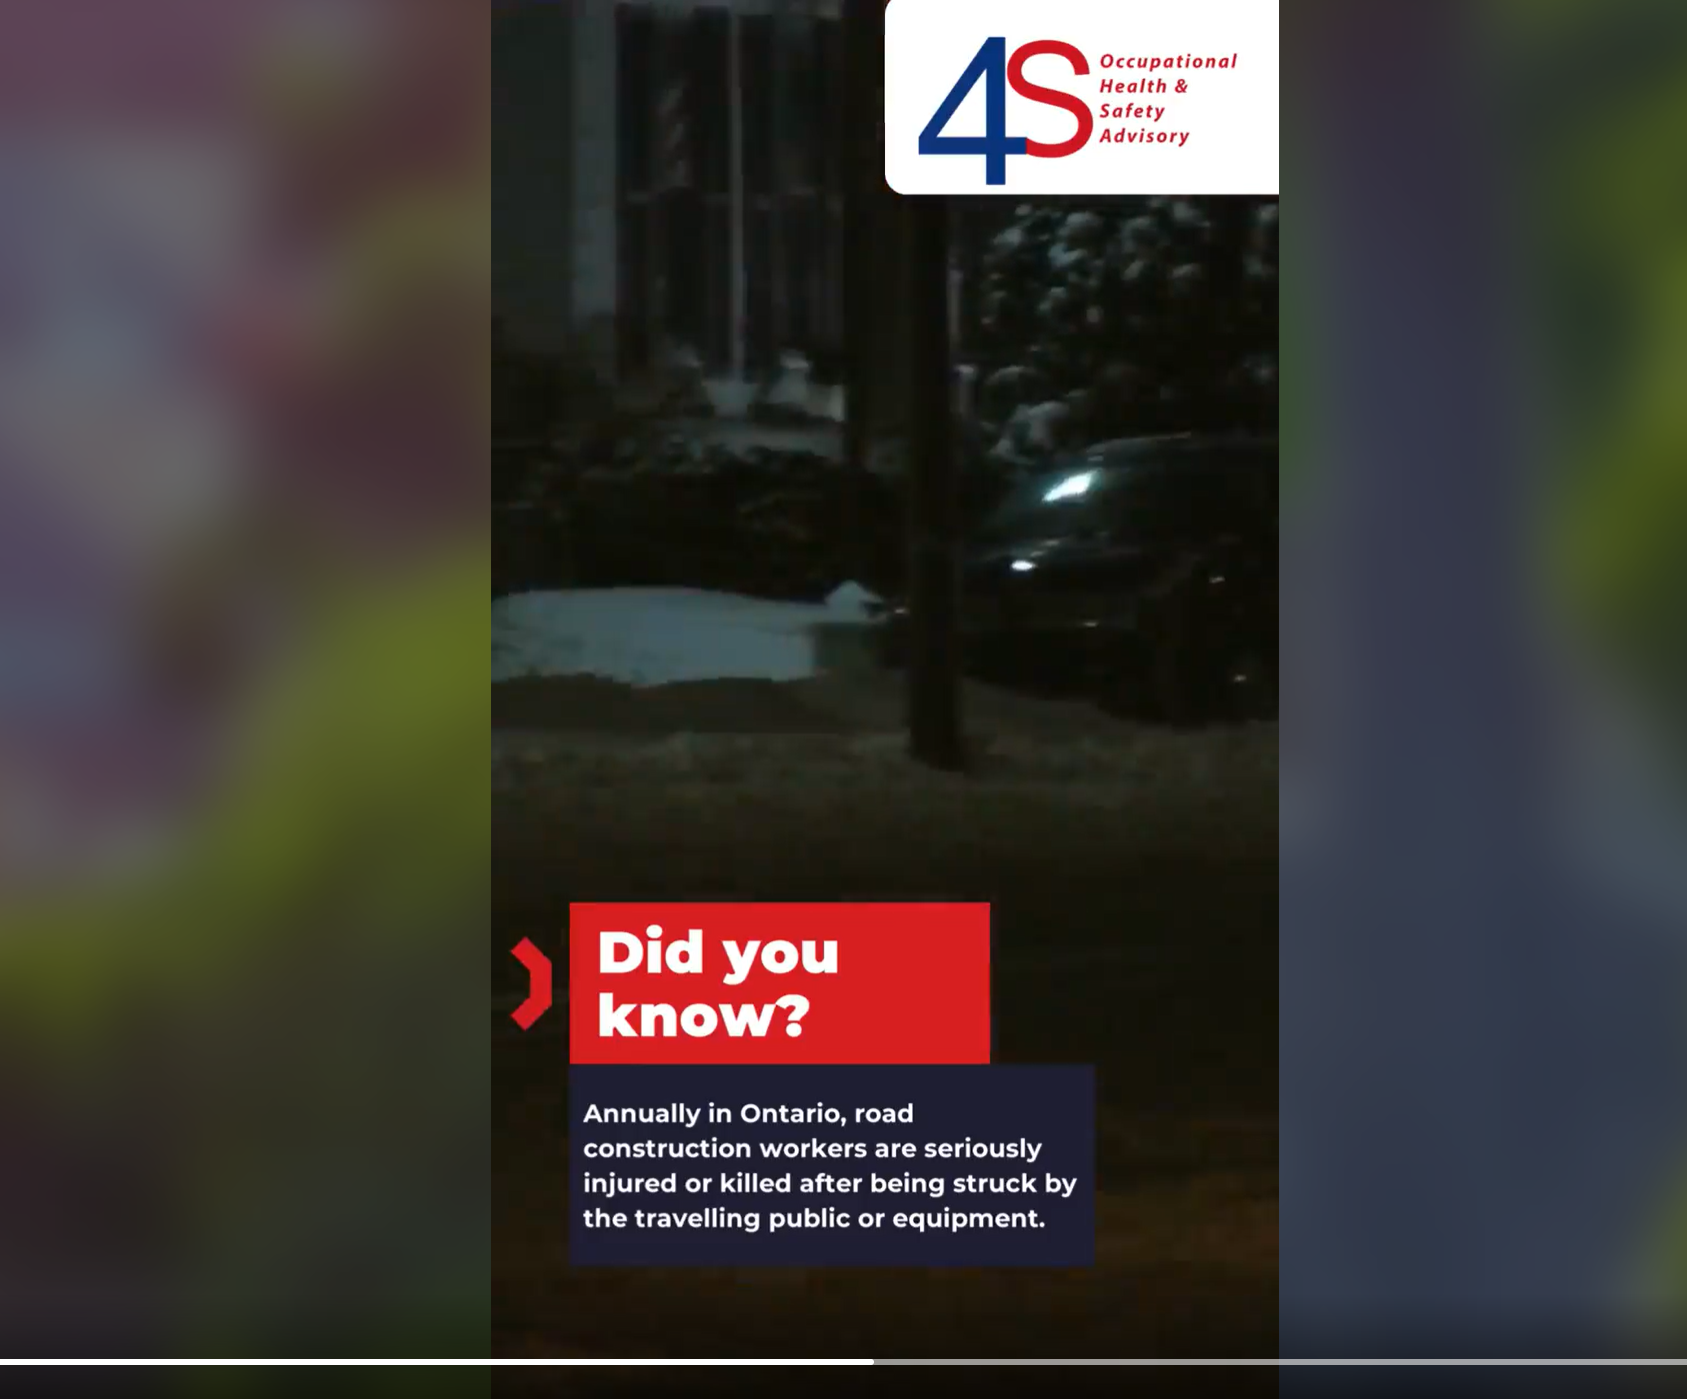 4S
Occupational
Health &
Safety
Advisory
Did you
know?
Annually in Ontario, road
construction workers are seriously
injured or killed after being struck by
the travelling public or equipment.